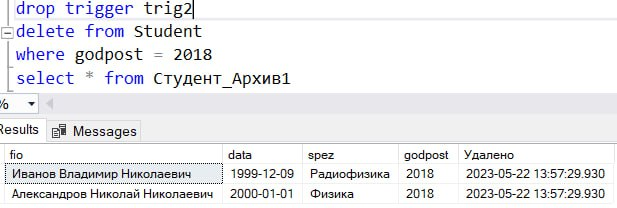 drop trigger trig2
delete from Student
where godpost = 2018
select * from Студент_Архив1
%
Results Messages
fio data spez godpost Удалено
Иванов Владимир Николаевич 1999-12-09 Радиофизика 2018 2023-05-22 13:57:29.930
Александров Николай Николаевич 2000-01-01 Физика 2018 2023-05-22 13:57:29.930